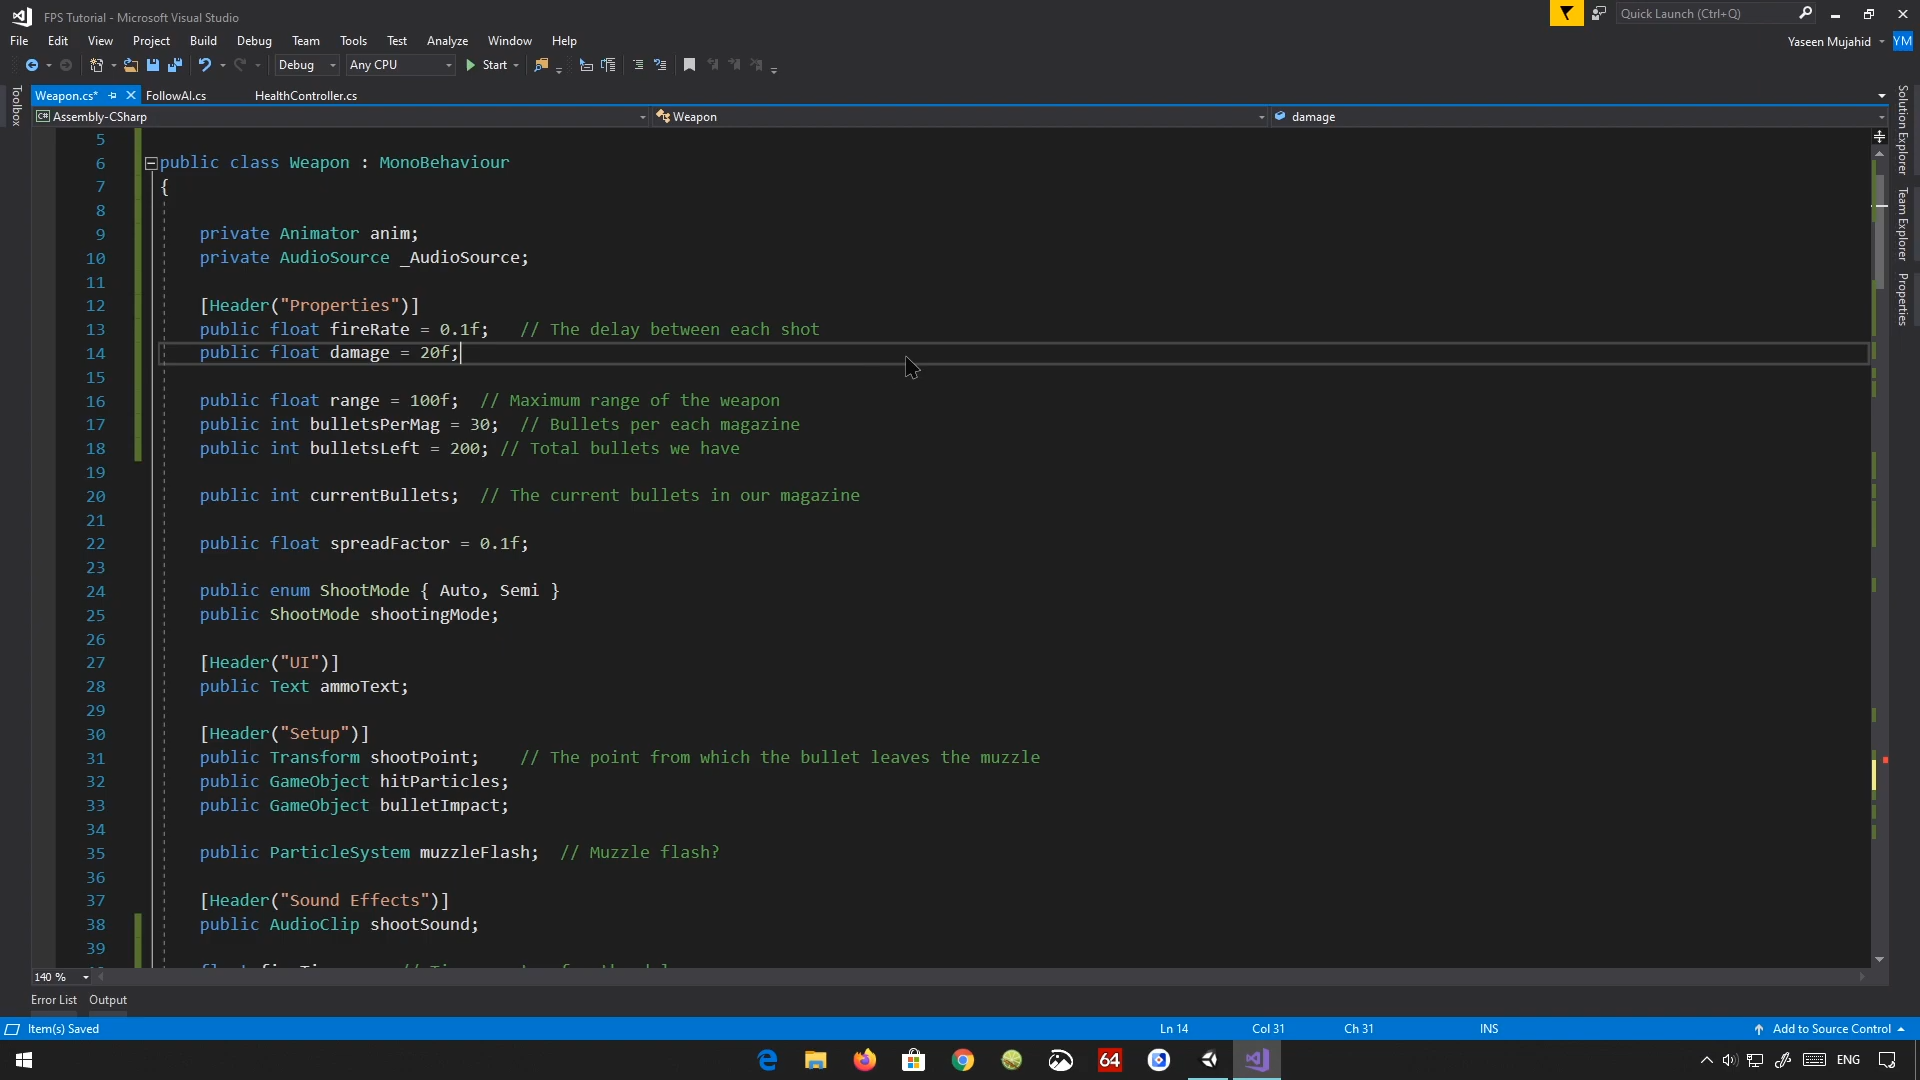 FPS Tutorial - Microsoft Visual Studio
Quick Launch (Ctrl+Q)
File Edit View Project Build Debug Team Tools Test Analyze Window Help
Yaseen Mujahid YM
Debug Any CPU Start
Toolbox
Weapon.cs* FollowAI.cs HealthController.cs
C# Assembly-CSharp Weapon damage
Solution Explorer
Team Explorer
Properties
5
6 public class Weapon : MonoBehaviour
7 {
8
9 private Animator anim;
10 private AudioSource _AudioSource;
11
12 [Header("Properties")]
13 public float fireRate = 0.1f; // The delay between each shot
14 public float damage = 20f;
15
16 public float range = 100f; // Maximum range of the weapon
17 public int bulletsPerMag = 30; // Bullets per each magazine
18 public int bulletsLeft = 200; // Total bullets we have
19
20 public int currentBullets; // The current bullets in our magazine
21
22 public float spreadFactor = 0.1f;
23
24 public enum ShootMode { Auto, Semi }
25 public ShootMode shootingMode;
26
27 [Header("UI")]
28 public Text ammoText;
29
30 [Header("Setup")]
31 public Transform shootPoint; // The point from which the bullet leaves the muzzle
32 public GameObject hitParticles;
33 public GameObject bulletImpact;
34
35 public ParticleSystem muzzleFlash; // Muzzle flash?
36
37 [Header("Sound Effects")]
38 public AudioClip shootSound;
39
140 %
Error List Output
Item(s) Saved Ln 14 Col 31 Ch 31 INS Add to Source Control
64 ENG